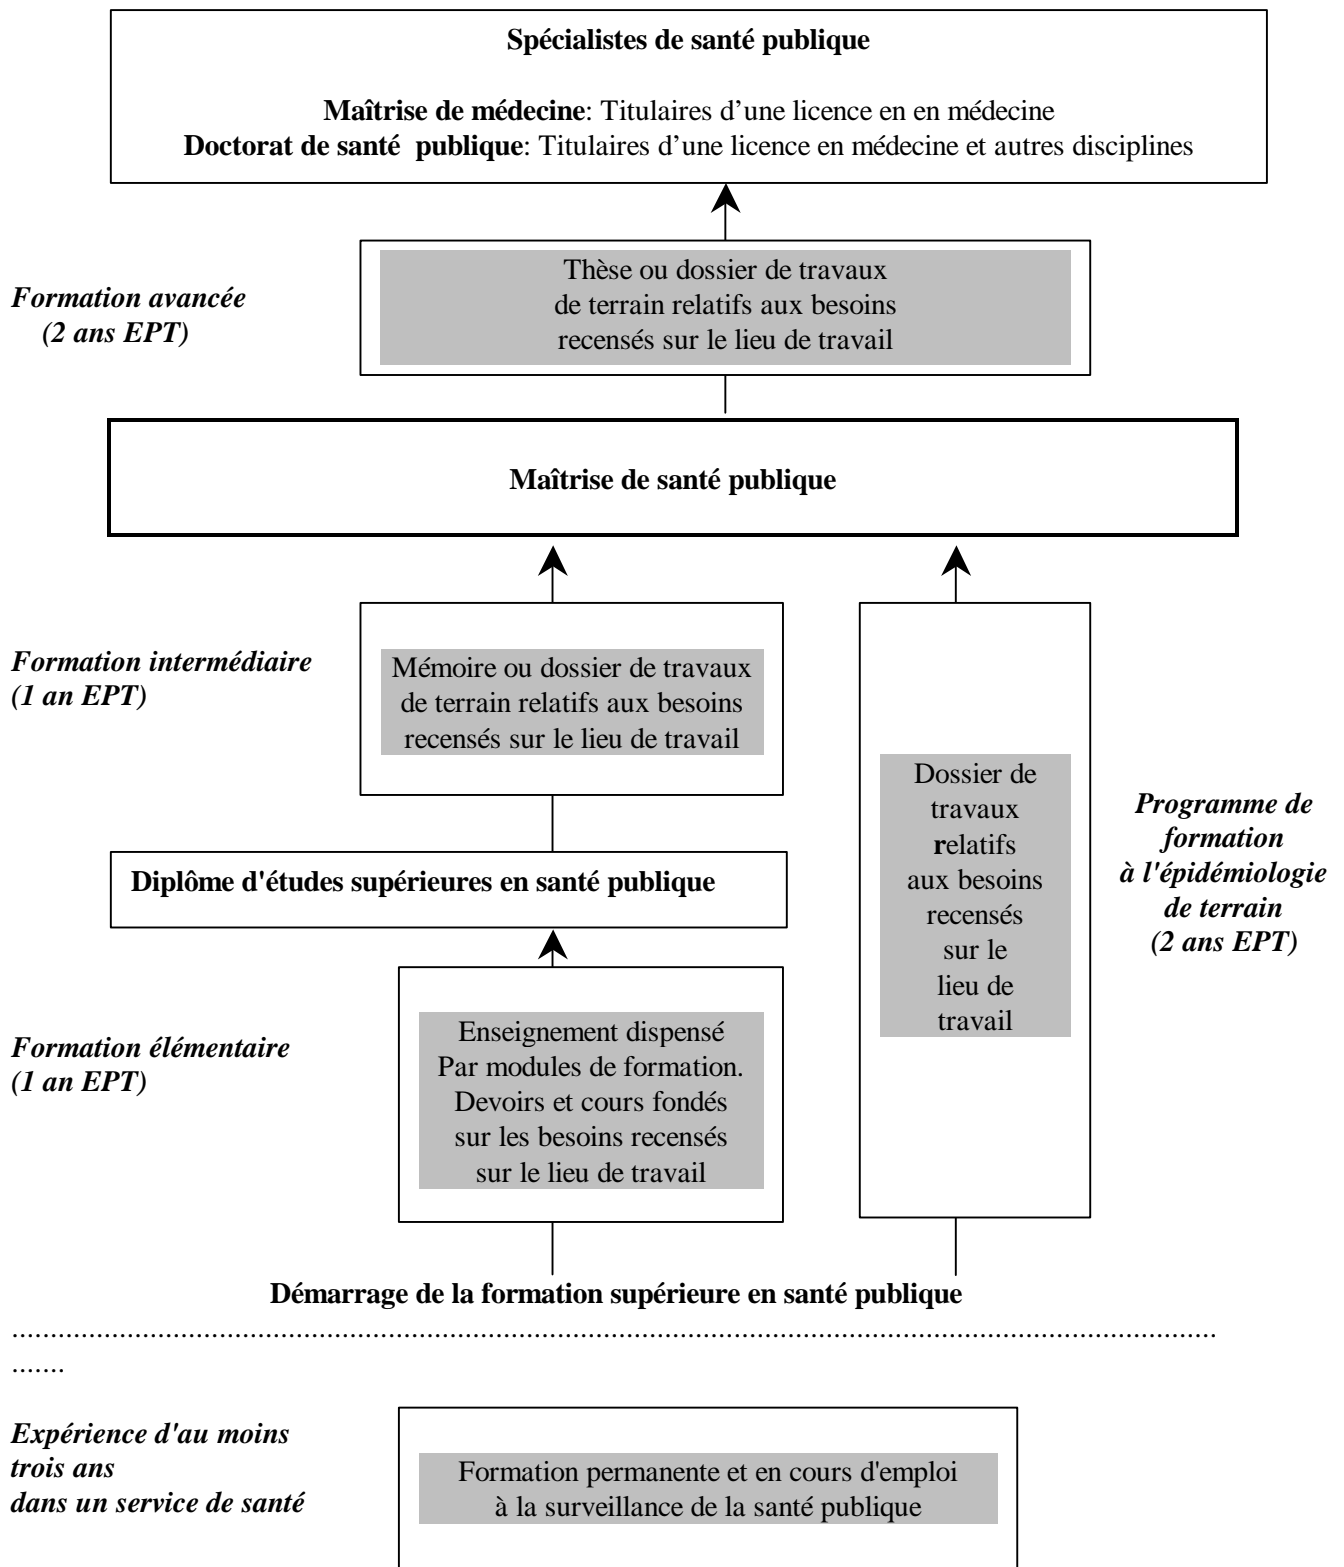 Spécialistes de santé publique
Maîtrise de médecine: Titulaires d’une licence en en médecine
Doctorat de santé publique: Titulaires d’une licence en médecine et autres disciplines
Formation avancée
(2 ans EPT)
Thèse ou dossier de travaux
de terrain relatifs aux besoins
recensés sur le lieu de travail
Maîtrise de santé publique
Formation intermédiaire
(1 an EPT)
Mémoire ou dossier de travaux
de terrain relatifs aux besoins
recensés sur le lieu de travail
Dossier de
travaux
relatifs
aux besoins
recensés
sur le
lieu de
travail
Programme de
formation
à l'épidémiologie
de terrain
(2 ans EPT)
Diplôme d'études supérieures en santé publique
Formation élémentaire
(1 an EPT)
Enseignement dispensé
Par modules de formation.
Devoirs et cours fondés
sur les besoins recensés
sur le lieu de travail
Démarrage de la formation supérieure en santé publique
Expérience d'au moins
trois ans
dans un service de santé
Formation permanente et en cours d'emploi
à la surveillance de la santé publique